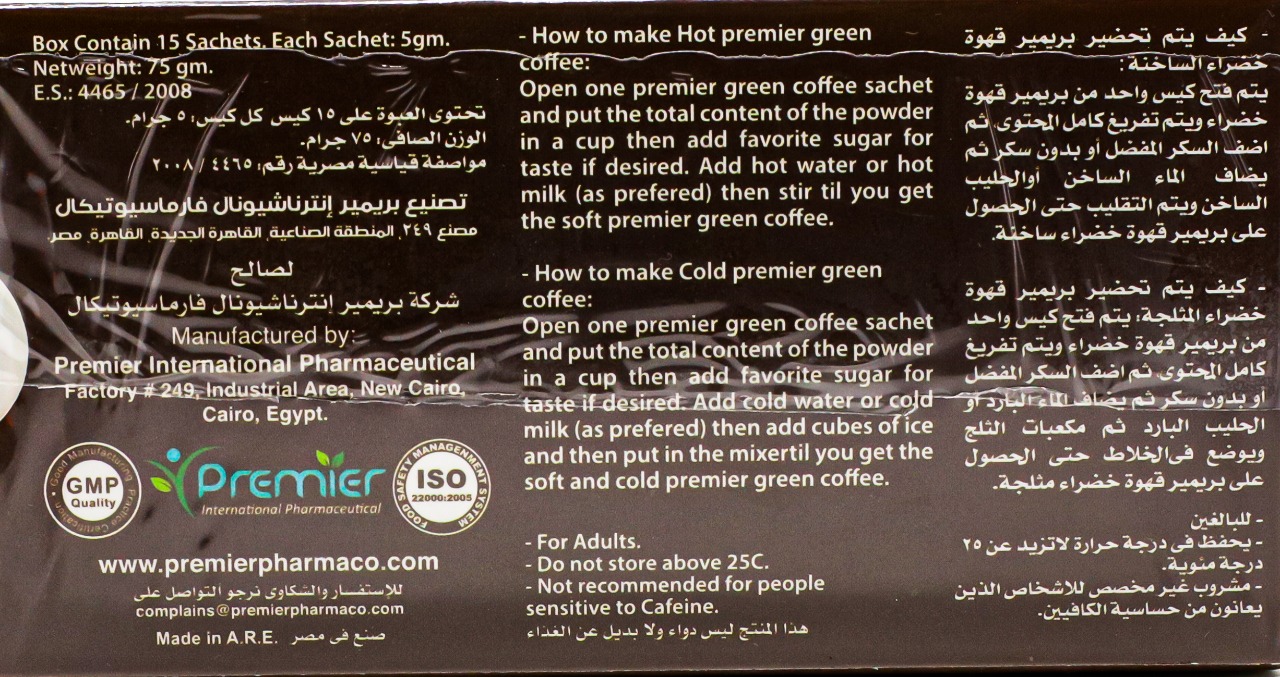 Box Contain 15 Sachets. Each Sachet: 5gm.
Netweight: 75 gm.
E.S.: 4465 / 2008
تحتوى العبوة على ١٥ كيس كل كيس: ٥ جرام.
الوزن الصافى: ٧٥ جرام.
مواصفة قياسية مصرية رقم: ٤٤٦٥ / ٢٠٠٨
تصنيع بريمير إنترناشيونال فارماسيوتيكال
مصنع ٢٤٩، المنطقة الصناعية، القاهرة الجديدة، القاهرة، مصر.
لصالح
شركة بريمير إنترناشيونال فارماسيوتيكال
Manufactured by:
Premier International Pharmaceutical
Factory # 249, Industrial Area, New Cairo,
Cairo, Egypt.
Good Manufacturing Practice Certification
GMP
Quality
Premier
International Pharmaceutical
FOOD SAFETY MANAGENMENT SYSTEM
ISO
22000:2005
www.premierpharmaco.com
للإستفسار والشكاوى نرجو التواصل على
complains@premierpharmaco.com
Made in A.R.E. صنع فى مصر
- How to make Hot premier green
coffee:
Open one premier green coffee sachet
and put the total content of the powder
in a cup then add favorite sugar for
taste if desired. Add hot water or hot
milk (as prefered) then stir til you get
the soft premier green coffee.
- How to make Cold premier green
coffee:
Open one premier green coffee sachet
and put the total content of the powder
in a cup then add favorite sugar for
taste if desired. Add cold water or cold
milk (as prefered) then add cubes of ice
and then put in the mixertil you get the
soft and cold premier green coffee.
- For Adults.
- Do not store above 25C.
- Not recommended for people
sensitive to Cafeine.
هذا المنتج ليس دواء ولا بديل عن الغذاء
- كيف يتم تحضير بريمير قهوة
خضراء الساخنة :
يتم فتح كيس واحد من بريمير قهوة
خضراء ويتم تفريغ كامل المحتوى ثم
اضف السكر المفضل أو بدون سكر ثم
يضاف الماء الساخن أوالحليب
الساخن ويتم التقليب حتى الحصول
على بريمير قهوة خضراء ساخنة.
- كيف يتم تحضير بريمير قهوة
خضراء المثلجة: يتم فتح كيس واحد
من بريمير قهوة خضراء ويتم تفريغ
كامل المحتوى ثم اضف السكر المفضل
أو بدون سكر ثم يضاف الماء البارد أو
الحليب البارد ثم مكعبات الثلج
ويوضع فى الخلاط حتى الحصول
على بريمير قهوة خضراء مثلجة.
- للبالغين
- يحفظ فى درجة حرارة لاتزيد عن ٢٥
درجة مئوية.
- مشروب غير مخصص للاشخاص الذين
يعانون من حساسية الكافيين.